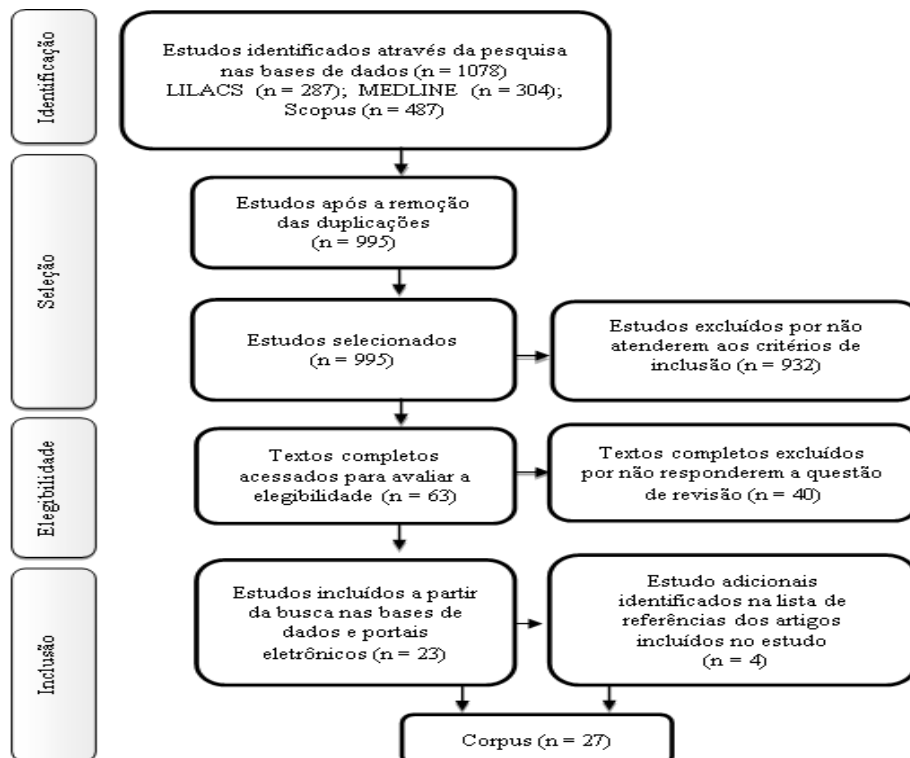 Identificação
Estudos identificados através da pesquisa
nas bases de dados (n = 1078)
LILACS (n = 287); MEDLINE (n = 304);
Scopus (n = 487)
Seleção
Estudos após a remoção
das duplicações
(n = 995)
Estudos selecionados
(n = 995)
Estudos excluídos por não
atenderem aos critérios de
inclusão (n = 932)
Elegibilidade
Textos completos
acessados para avaliar a
elegibilidade (n = 63)
Textos completos excluídos
por não responderem a questão
de revisão (n = 40)
Inclusão
Estudos incluídos a partir
da busca nas bases de
dados e portais
eletrônicos (n = 23)
Estudo adicionais
identificados na lista de
referências dos artigos
incluídos no estudo
(n = 4)
Corpus (n = 27)